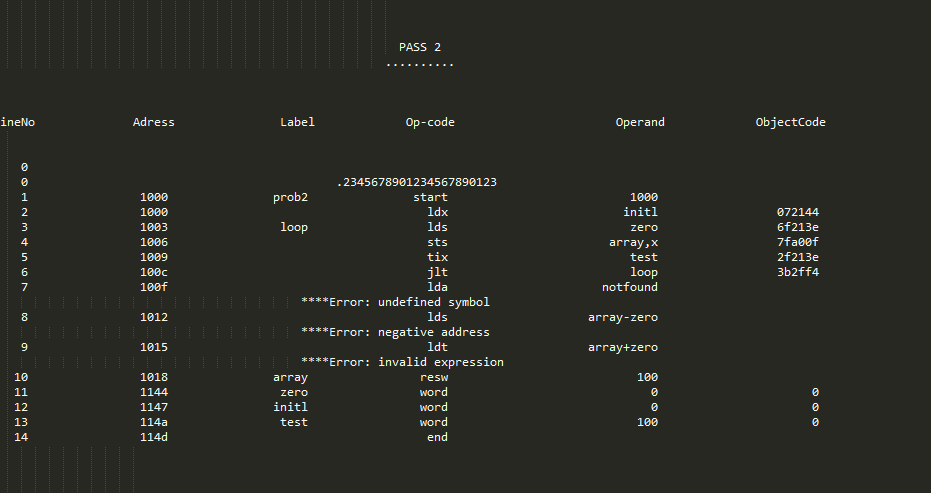 PASS 2
..........
ineNo Adress Label Op-code Operand ObjectCode
0
0 .2345678901234567890123
1 1000 prob2 start 1000
2 1000 ldx initl 072144
3 1003 loop lds zero 6f213e
4 1006 sts array,x 7fa00f
5 1009 tix test 2f213e
6 100c jlt loop 3b2ff4
7 100f lda notfound
****Error: undefined symbol
8 1012 lds array-zero
****Error: negative address
9 1015 ldt array+zero
****Error: invalid expression
10 1018 array resw 100
11 1144 zero word 0 0
12 1147 initl word 0 0
13 114a test word 100 0
14 114d end